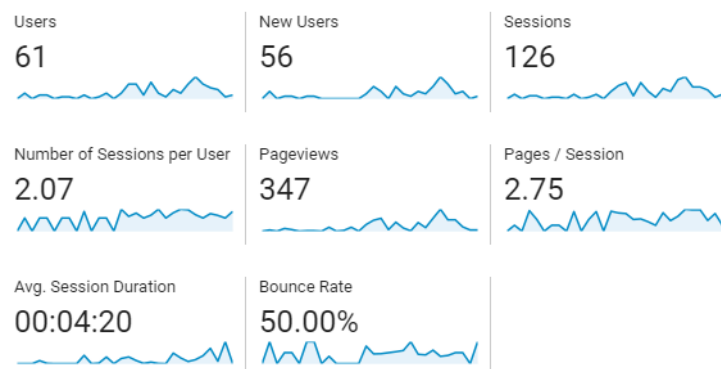 Users
61
New Users
56
Sessions
126
Number of Sessions per User
2.07
Pageviews
347
Pages / Session
2.75
Avg. Session Duration
00:04:20
Bounce Rate
50.00%